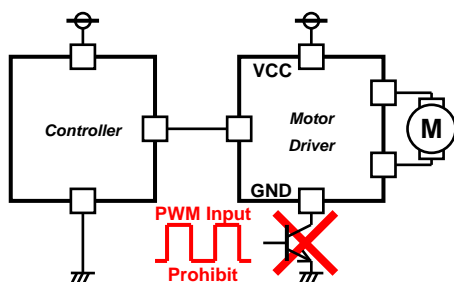 VCC
Controller
Motor
Driver
M
GND
PWM Input
Prohibit